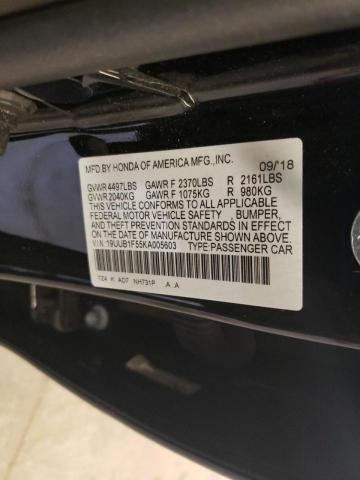 MFD.BY HONDA OF AMERICA MFG.,INC. 09/18
GVWR 4497LBS GAWR F 2370LBS R 2161LBS
GVWR 2040KG GAWR F 1075KG R 980KG
THIS VEHICLE CONFORMS TO ALL APPLICABLE
FEDERAL MOTOR VEHICLE SAFETY , BUMPER,
AND THEFT PREVENTION STANDARDS IN EFFECT
ON THE DATE OF MANUFACTURE SHOWN ABOVE.
V I N: 19UUB1F55KA005603 TYPE:PASSENGER CAR
TZA K AD7 NH731P A A